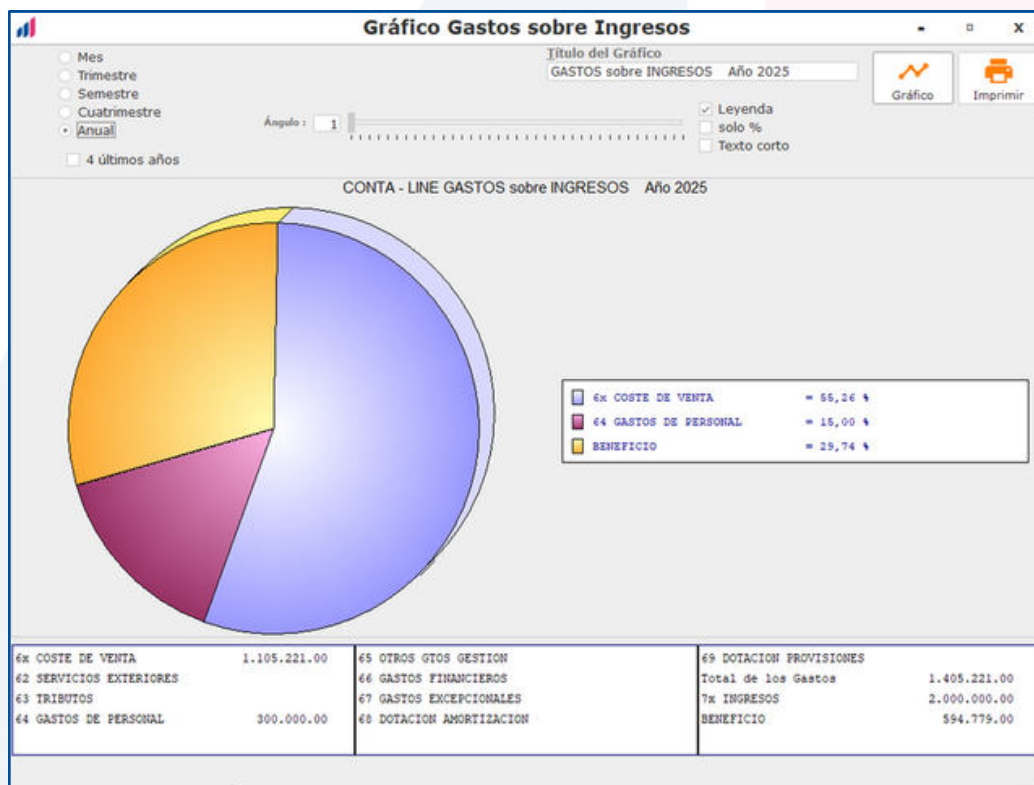 Gráfico Gastos sobre Ingresos
Mes
Trimestre
Semestre
Cuatrimestre
Anual
4 últimos años
Ángulo : 1
Título del Gráfico
GASTOS sobre INGRESOS Año 2025
Leyenda
solo %
Texto corto
Gráfico
Imprimir
CONTA - LINE GASTOS sobre INGRESOS Año 2025
6x COSTE DE VENTA = 55,26 %
64 GASTOS DE PERSONAL = 15,00 %
BENEFICIO = 29,74 %
6x COSTE DE VENTA 1.105.221.00
62 SERVICIOS EXTERIORES
63 TRIBUTOS
64 GASTOS DE PERSONAL 300.000.00
65 OTROS GTOS GESTION
66 GASTOS FINANCIEROS
67 GASTOS EXCEPCIONALES
68 DOTACION AMORTIZACION
69 DOTACION PROVISIONES
Total de los Gastos 1.405.221.00
7x INGRESOS 2.000.000.00
BENEFICIO 594.779.00